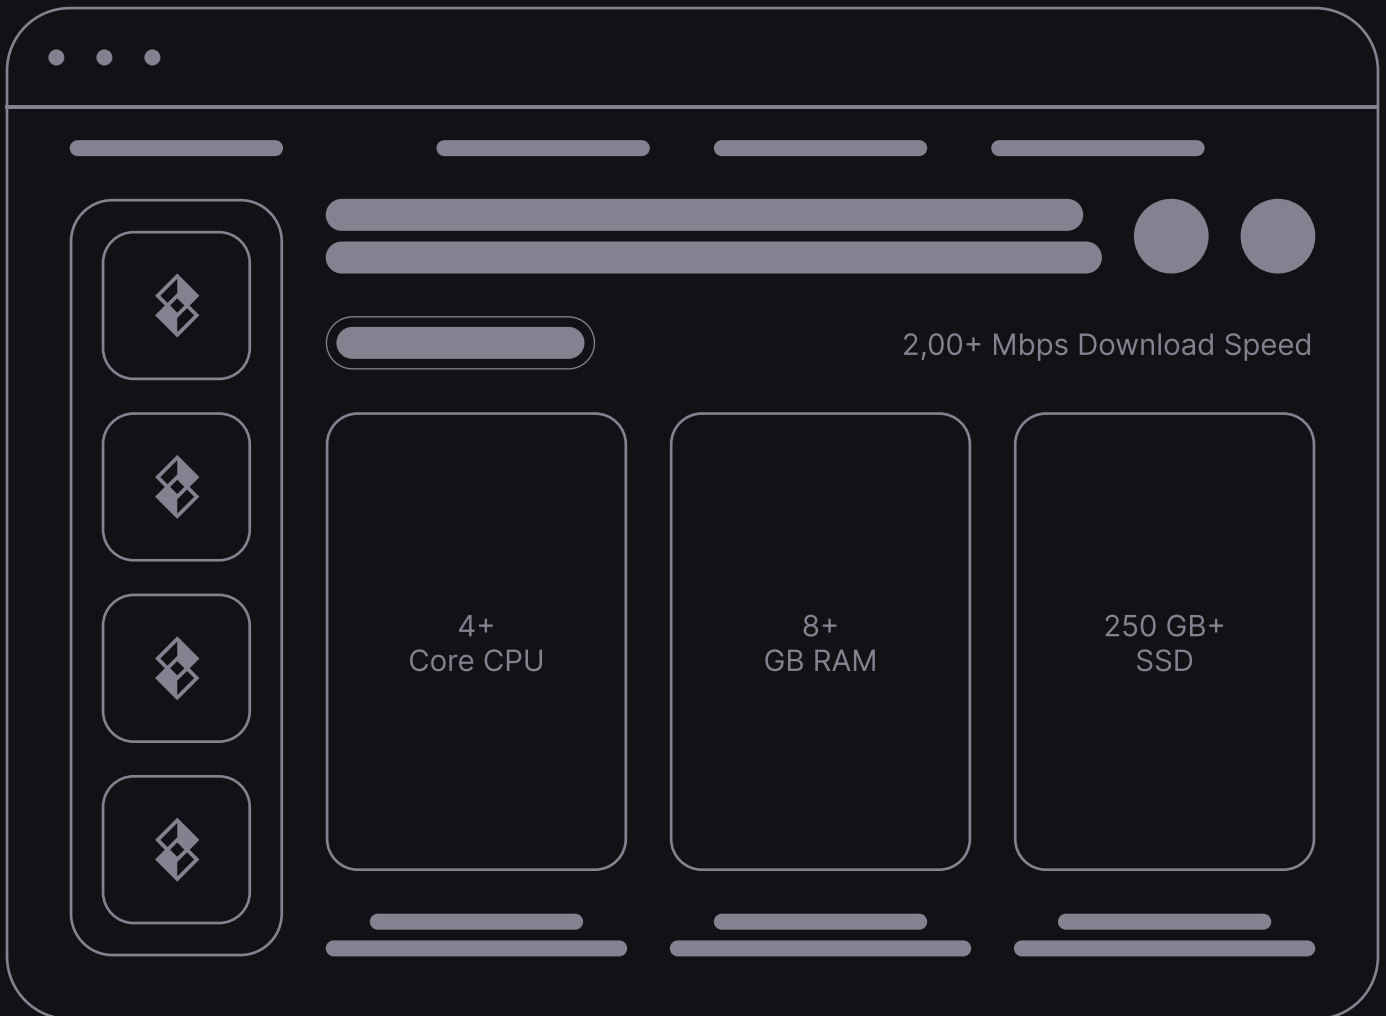 2,00+ Mbps Download Speed
4+
Core CPU
8+
GB RAM
250 GB+
SSD